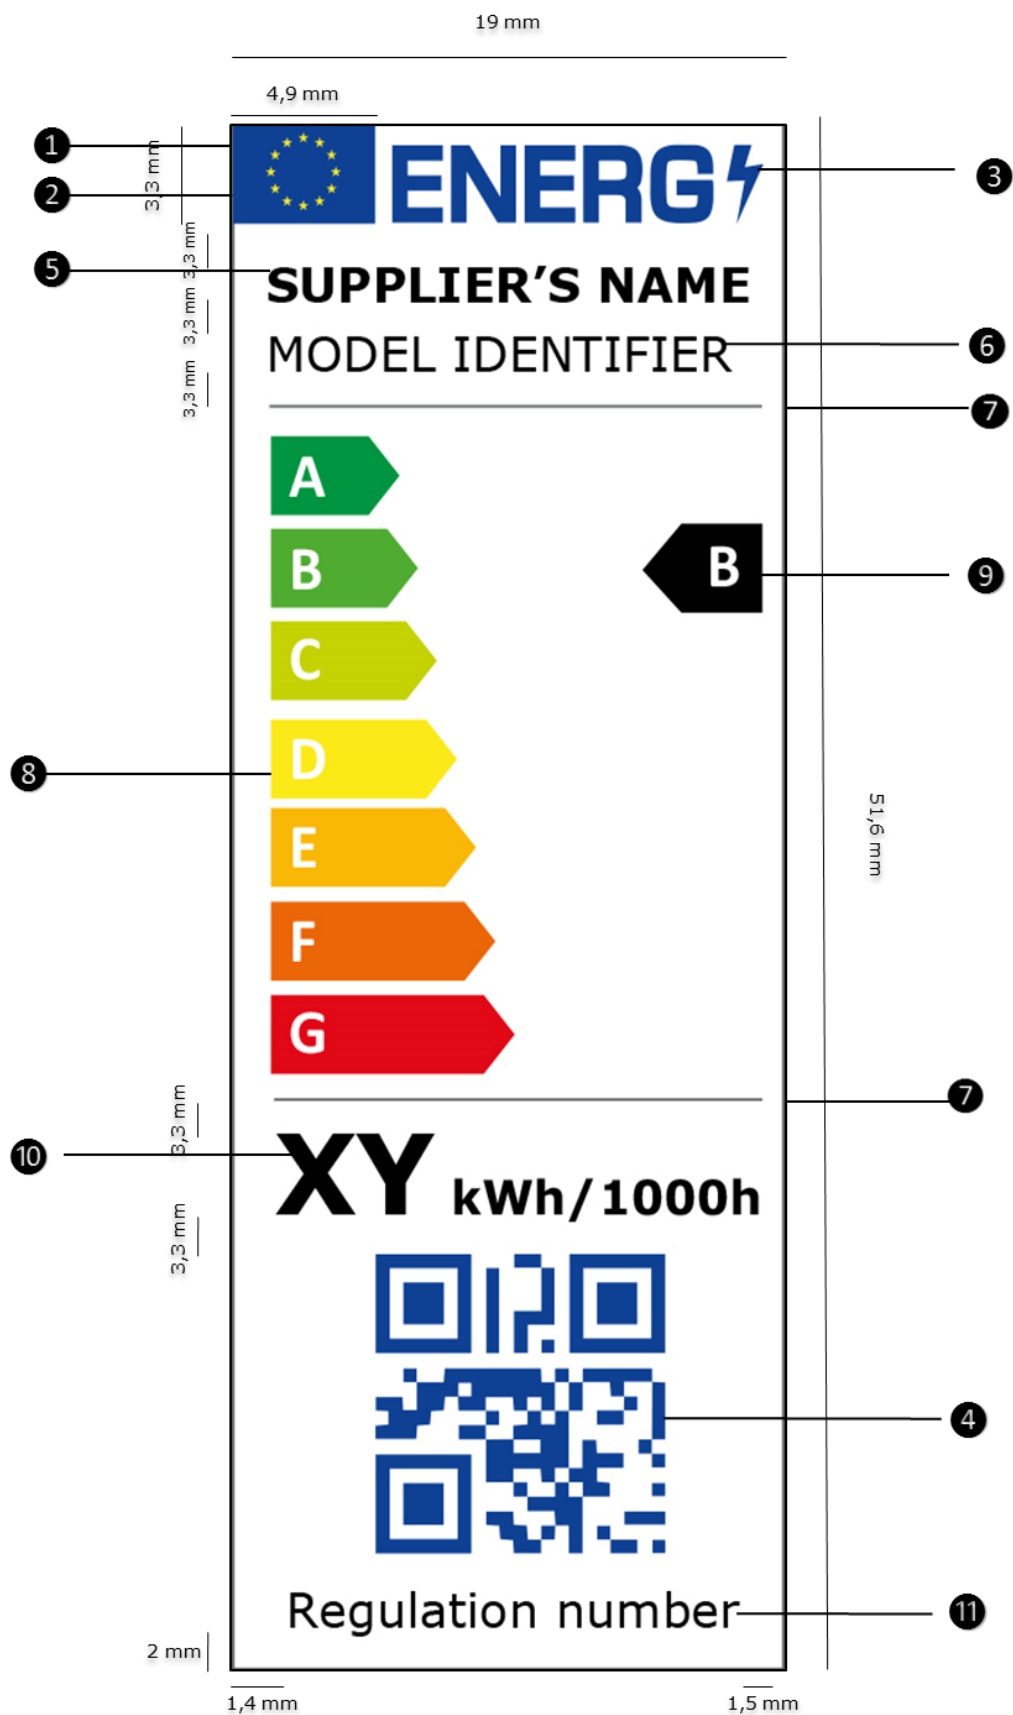 19 mm
4,9 mm
1
3,3 mm
2
ENERG
3
3,3 mm
5
SUPPLIER’S NAME
3,3 mm
MODEL IDENTIFIER
6
3,3 mm
7
A
B
B
9
C
D
8
51,6 mm
E
F
G
3,3 mm
7
10
XY kWh/1000h
3,3 mm
4
Regulation number
11
2 mm
1,4 mm
1,5 mm